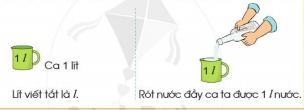 1 l
Ca 1 lít
Lít viết tắt là l.
1 l
Rót nước đầy ca ta được 1 l nước.